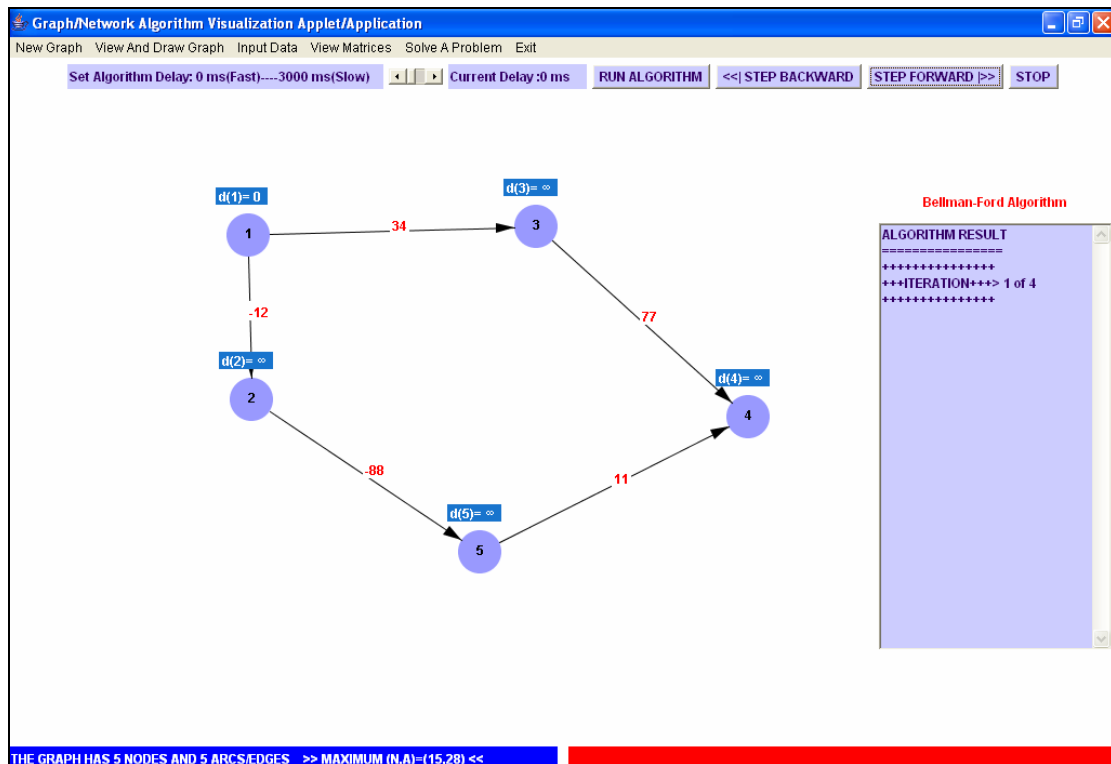 Graph/Network Algorithm Visualization Applet/Application
New Graph View And Draw Graph Input Data View Matrices Solve A Problem Exit
Set Algorithm Delay: 0 ms(Fast)----3000 ms(Slow) Current Delay :0 ms RUN ALGORITHM <<| STEP BACKWARD STEP FORWARD |>> STOP
d(1)= 0
d(3)= ∞
1
34
3
Bellman-Ford Algorithm
ALGORITHM RESULT
================
+++++++++++++++
+++ITERATION+++> 1 of 4
+++++++++++++++
-12
77
d(2)= ∞
d(4)= ∞
2
4
-88
11
d(5)= ∞
5
THE GRAPH HAS 5 NODES AND 5 ARCS/EDGES >> MAXIMUM (N,A)=(15,28) <<